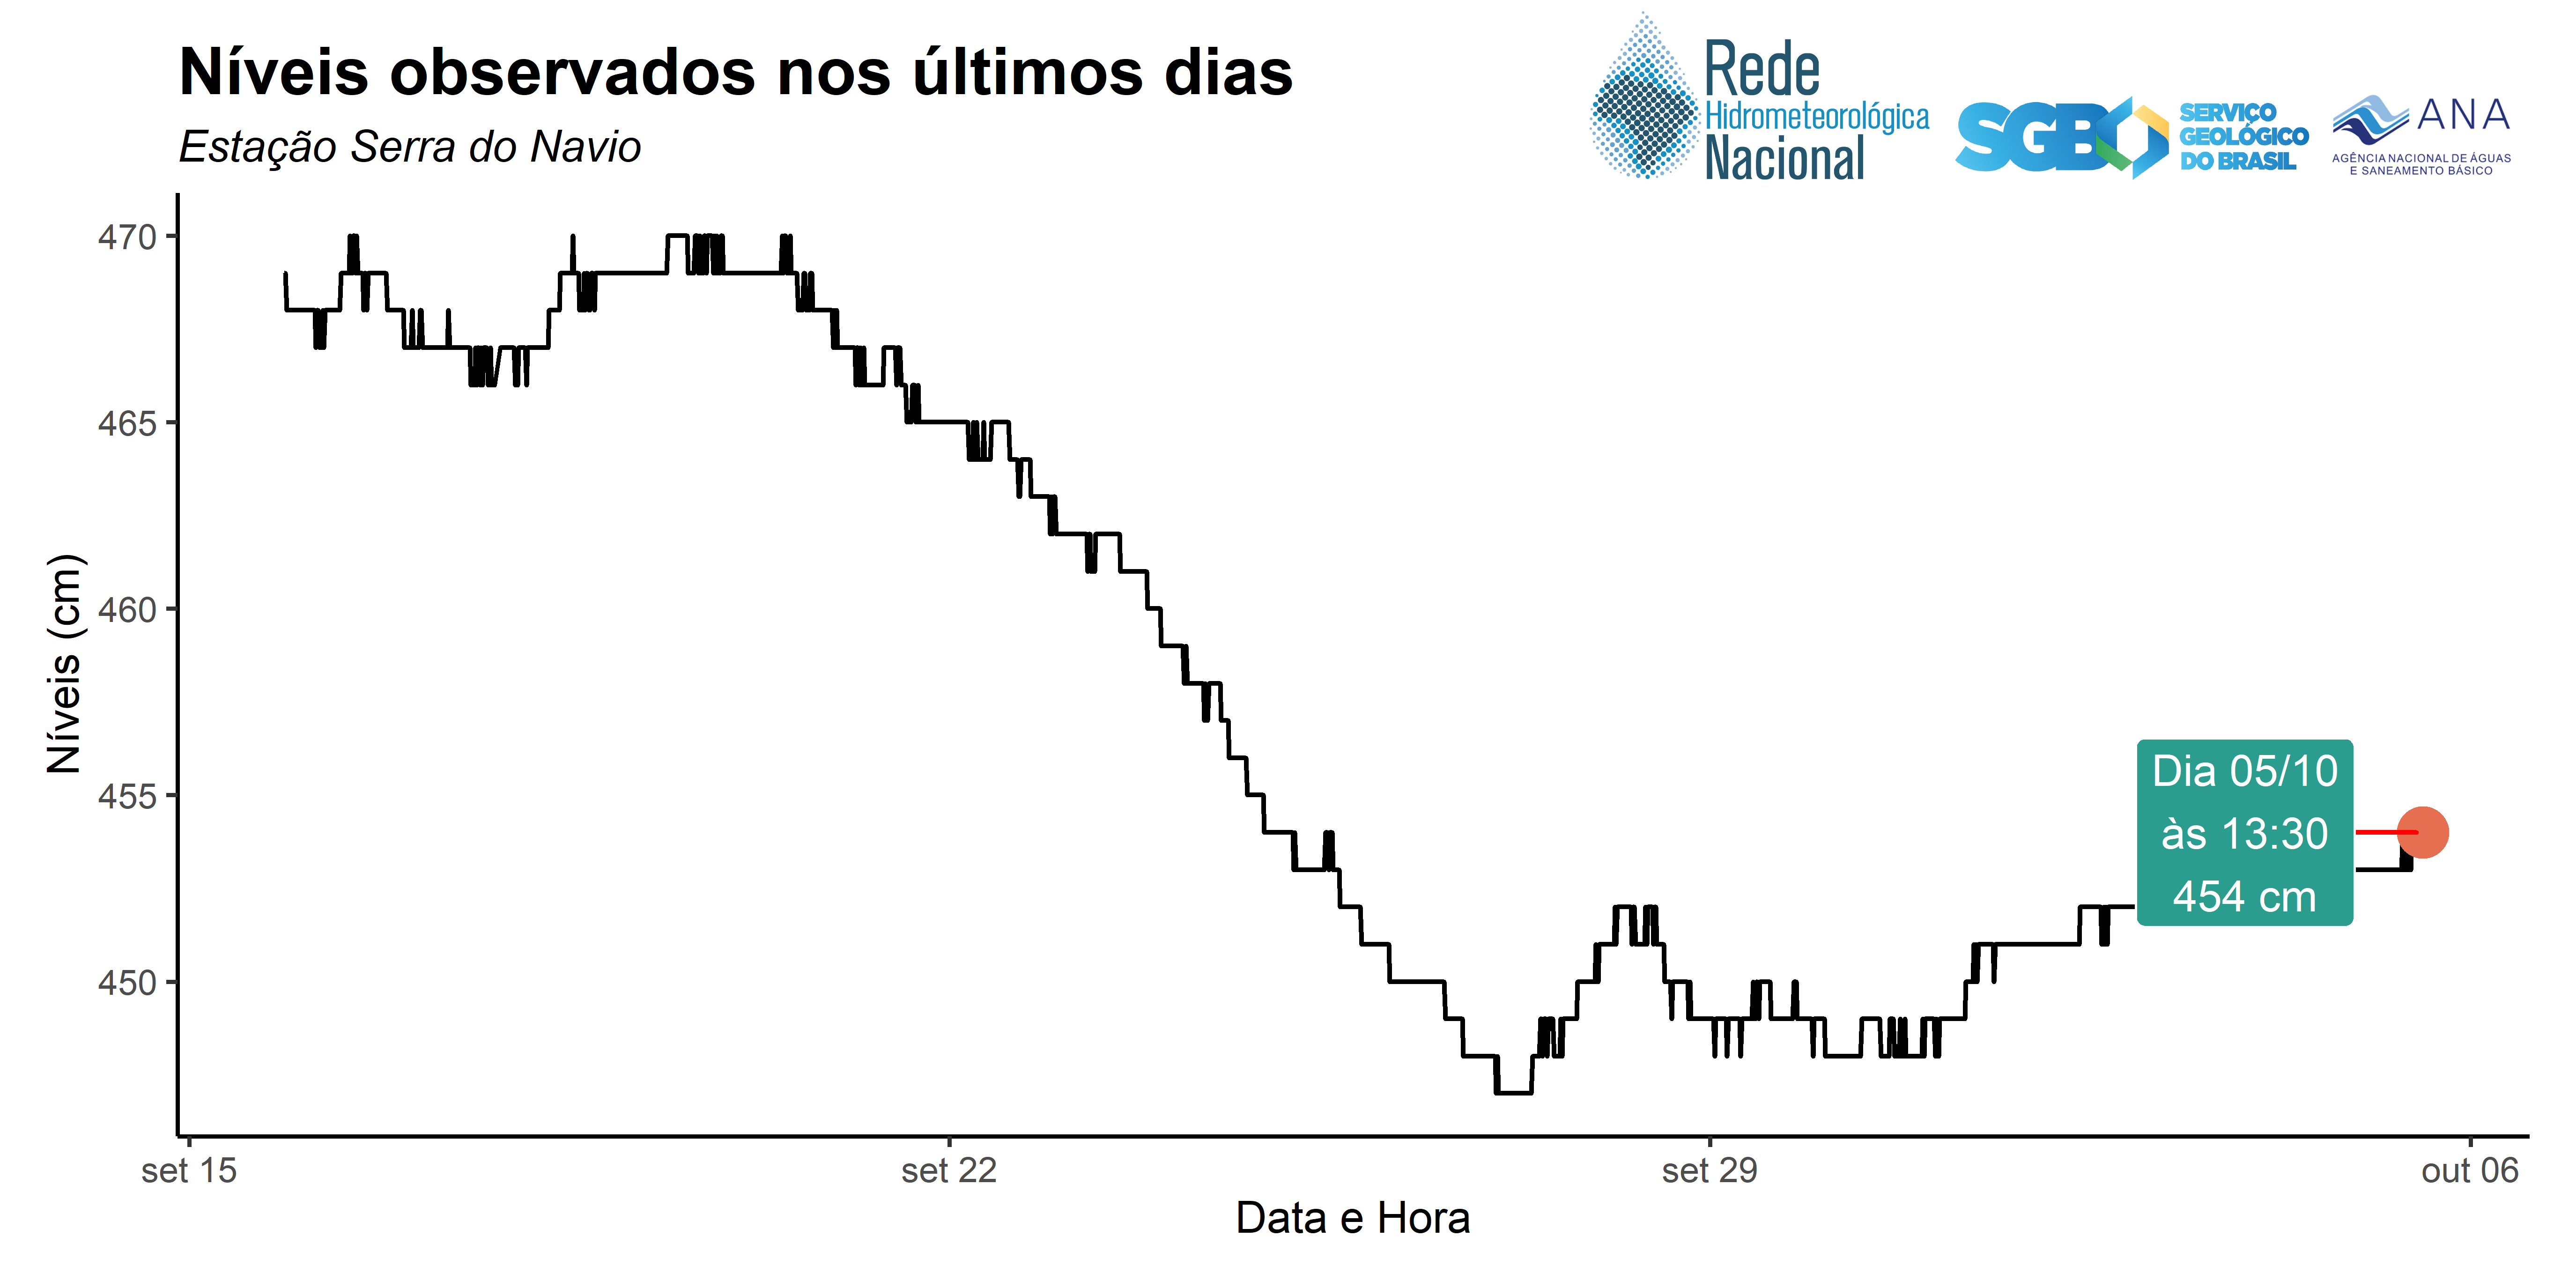 Níveis observados nos últimos dias
Estação Serra do Navio
Rede
Hidrometeorológica
Nacional
SGB
SERVIÇO
GEOLÓGICO
DO BRASIL
ANA
AGÊNCIA NACIONAL DE ÁGUAS
E SANEAMENTO BÁSICO
Níveis (cm)
470
465
460
455
450
Dia 05/10
às 13:30
454 cm
set 15
set 22
set 29
out 06
Data e Hora